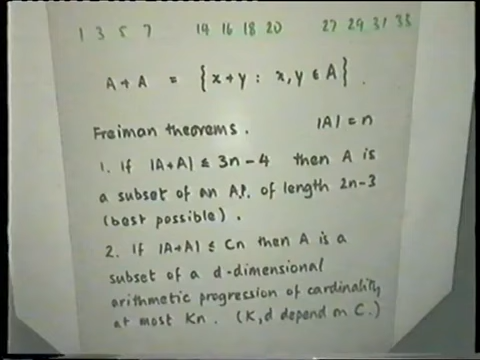 1 3 5 7 14 16 18 20 27 29 31 33
A+A = {x+y : x,y ∈ A}.
Freiman theorems. |A| = n
1. If |A+A| ≤ 3n-4 then A is
a subset of an A.P. of length 2n-3
(best possible).
2. If |A+A| ≤ Cn then A is a
subset of a d-dimensional
arithmetic progression of cardinality
at most Kn. (K,d depend on C.)